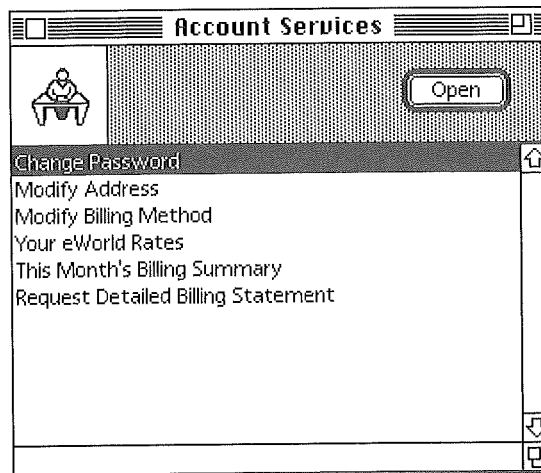 Account Services
Open
Change Password
Modify Address
Modify Billing Method
Your eWorld Rates
This Month's Billing Summary
Request Detailed Billing Statement